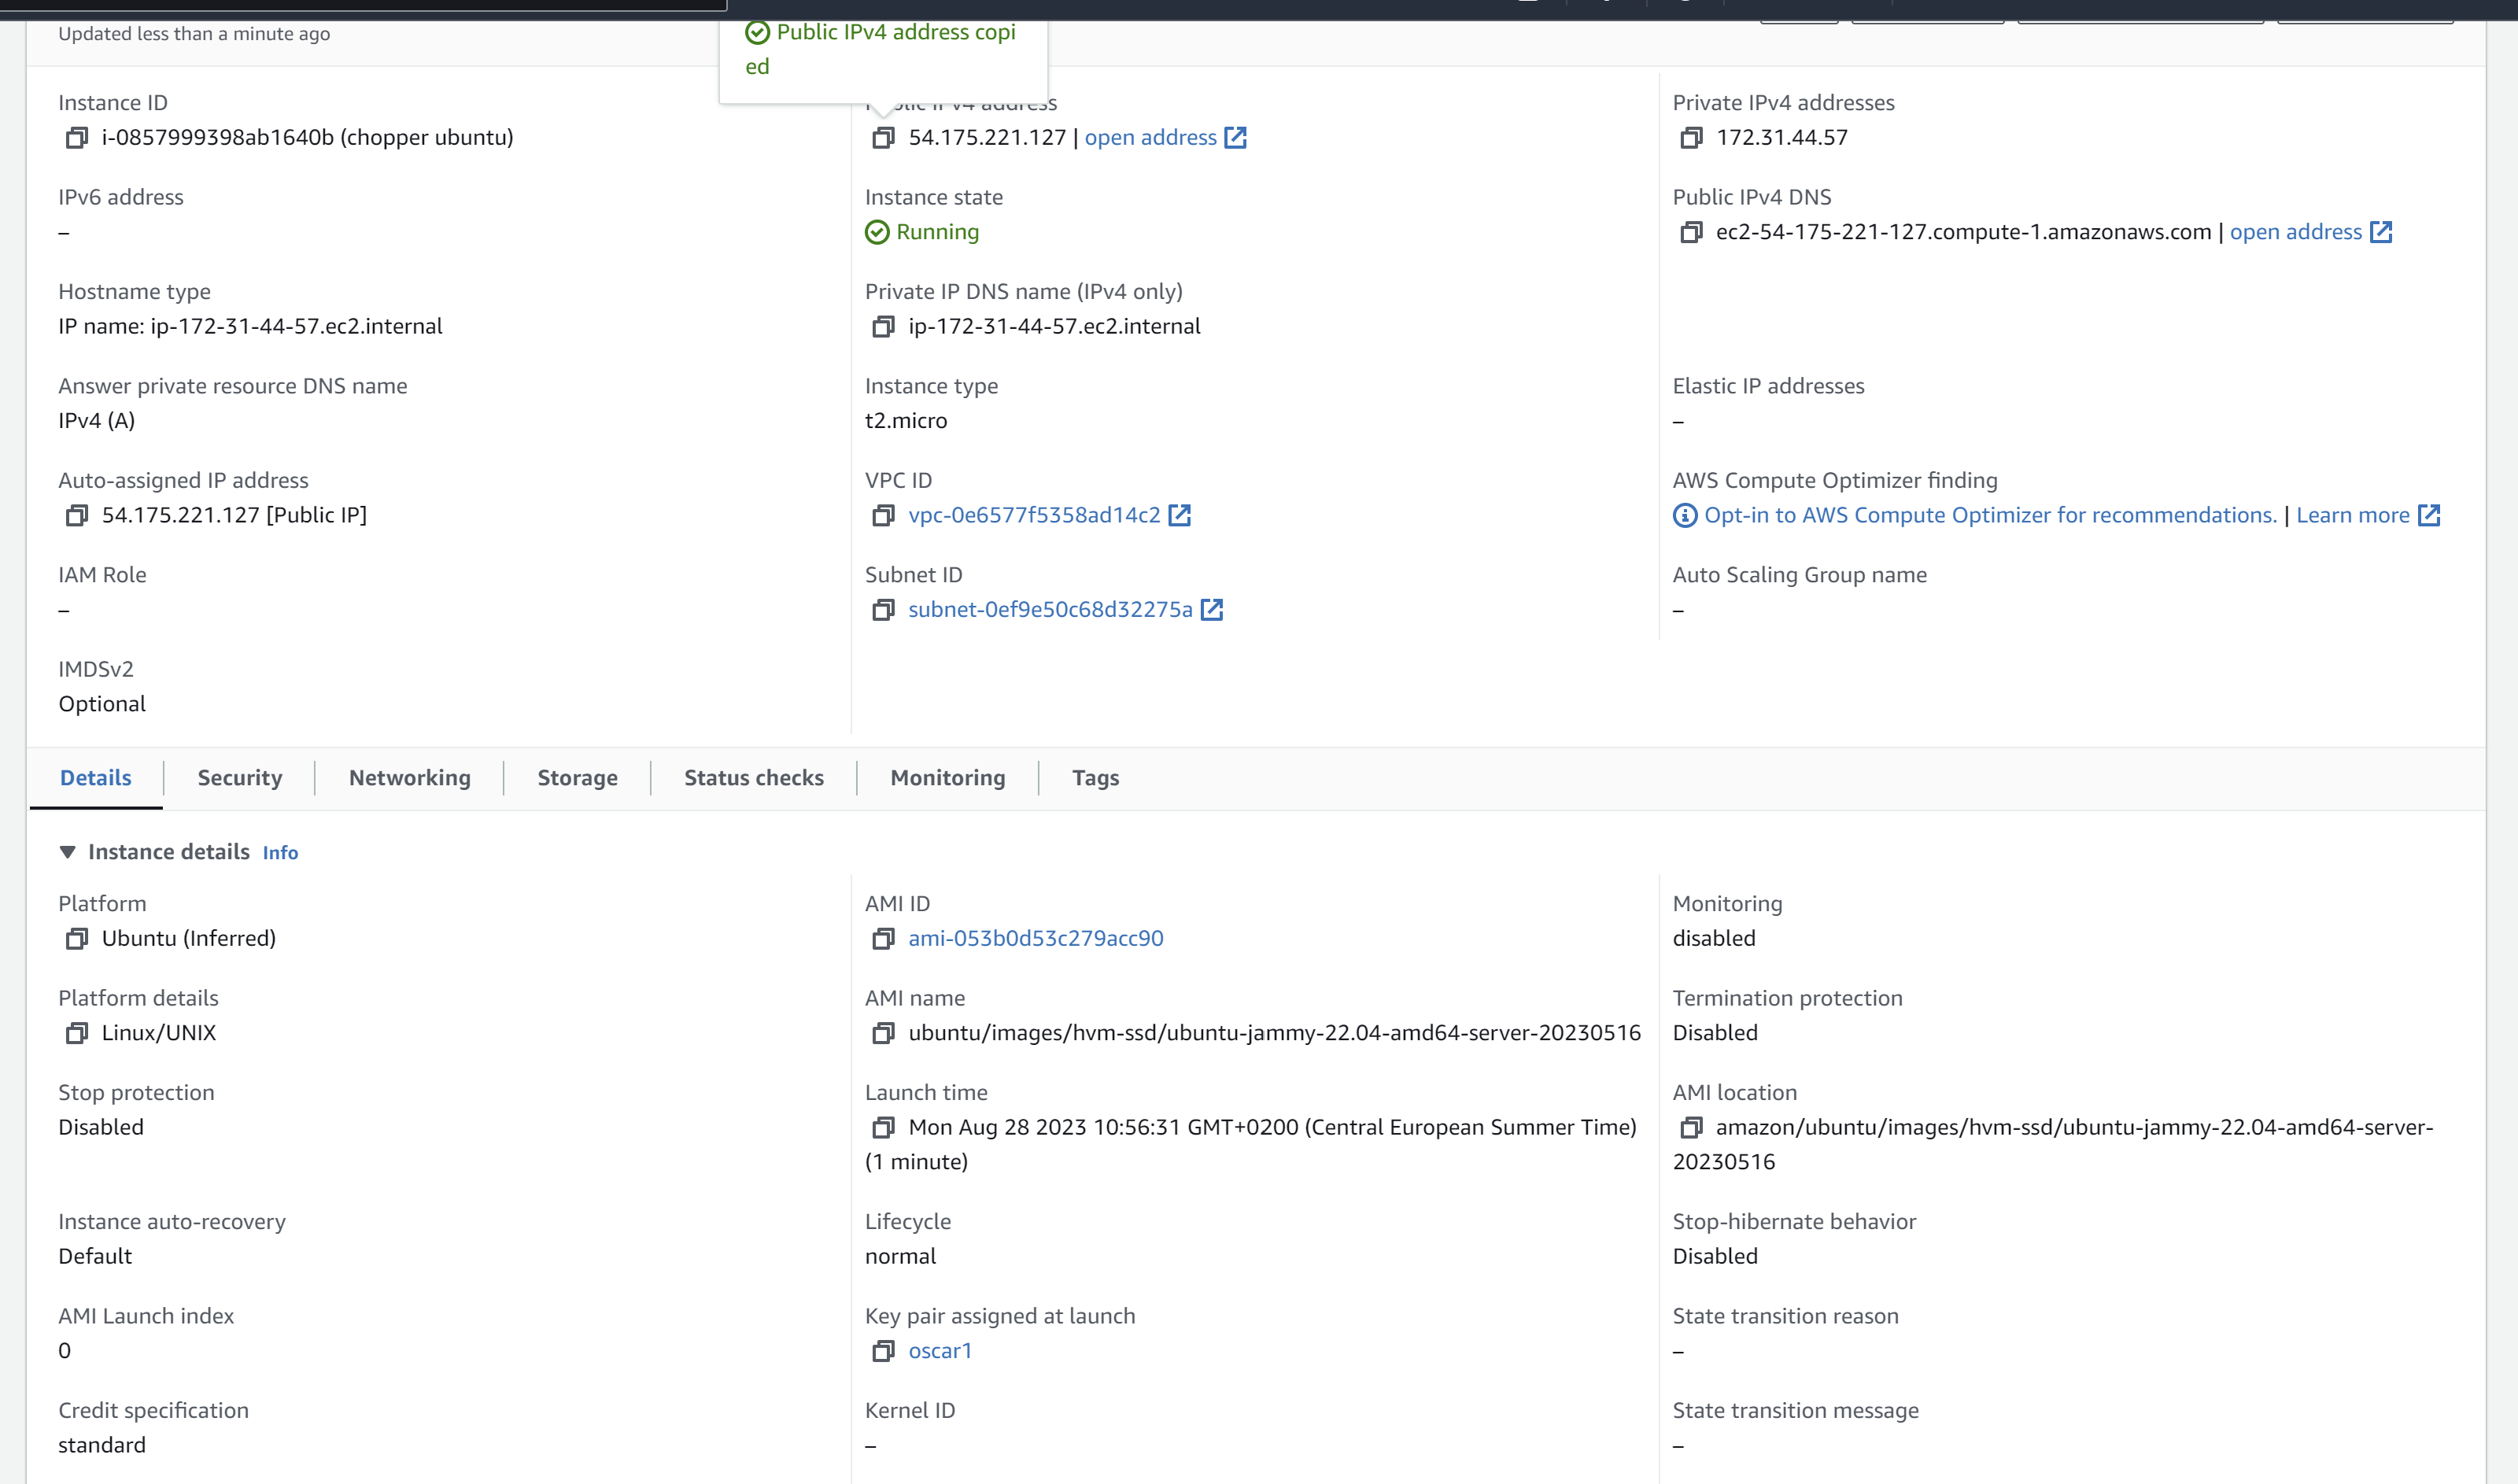 Updated less than a minute ago
Public IPv4 address copi
ed
Instance ID
i-0857999398ab1640b (chopper ubuntu)
Public IPv4 address
54.175.221.127 | open address
Private IPv4 addresses
172.31.44.57
IPv6 address
–
Instance state
Running
Public IPv4 DNS
ec2-54-175-221-127.compute-1.amazonaws.com | open address
Hostname type
IP name: ip-172-31-44-57.ec2.internal
Private IP DNS name (IPv4 only)
ip-172-31-44-57.ec2.internal
Answer private resource DNS name
IPv4 (A)
Instance type
t2.micro
Elastic IP addresses
–
Auto-assigned IP address
54.175.221.127 [Public IP]
VPC ID
vpc-0e6577f5358ad14c2
AWS Compute Optimizer finding
Opt-in to AWS Compute Optimizer for recommendations. | Learn more
IAM Role
–
Subnet ID
subnet-0ef9e50c68d32275a
Auto Scaling Group name
–
IMDSv2
Optional
Details
Security
Networking
Storage
Status checks
Monitoring
Tags
Instance details Info
Platform
Ubuntu (Inferred)
AMI ID
ami-053b0d53c279acc90
Monitoring
disabled
Platform details
Linux/UNIX
AMI name
ubuntu/images/hvm-ssd/ubuntu-jammy-22.04-amd64-server-20230516
Termination protection
Disabled
Stop protection
Disabled
Launch time
Mon Aug 28 2023 10:56:31 GMT+0200 (Central European Summer Time)
(1 minute)
AMI location
amazon/ubuntu/images/hvm-ssd/ubuntu-jammy-22.04-amd64-server-
20230516
Instance auto-recovery
Default
Lifecycle
normal
Stop-hibernate behavior
Disabled
AMI Launch index
0
Key pair assigned at launch
oscar1
State transition reason
–
Credit specification
standard
Kernel ID
–
State transition message
–